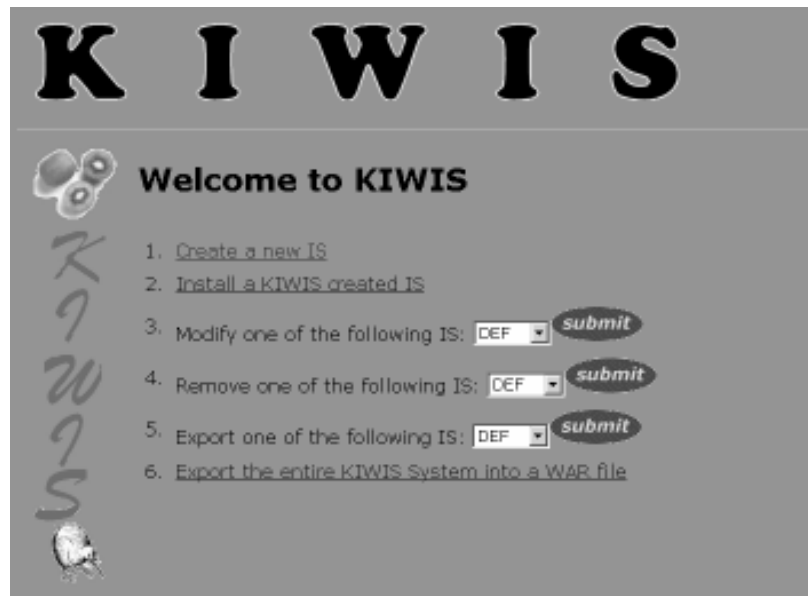 K I W I S
Welcome to KIWIS
K I W I S
1. Create a new IS
2. Install a KIWIS created IS
3. Modify one of the following IS: DEF submit
4. Remove one of the following IS: DEF submit
5. Export one of the following IS: DEF submit
6. Export the entire KIWIS System into a WAR file